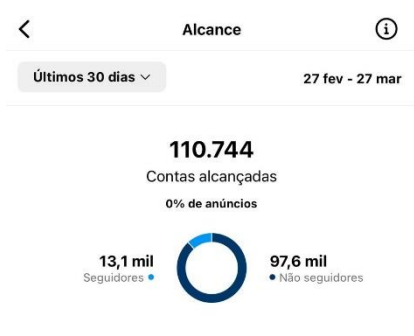 Alcance
Últimos 30 dias
27 fev - 27 mar
110.744
Contas alcançadas
0% de anúncios
13,1 mil
Seguidores
97,6 mil
Não seguidores